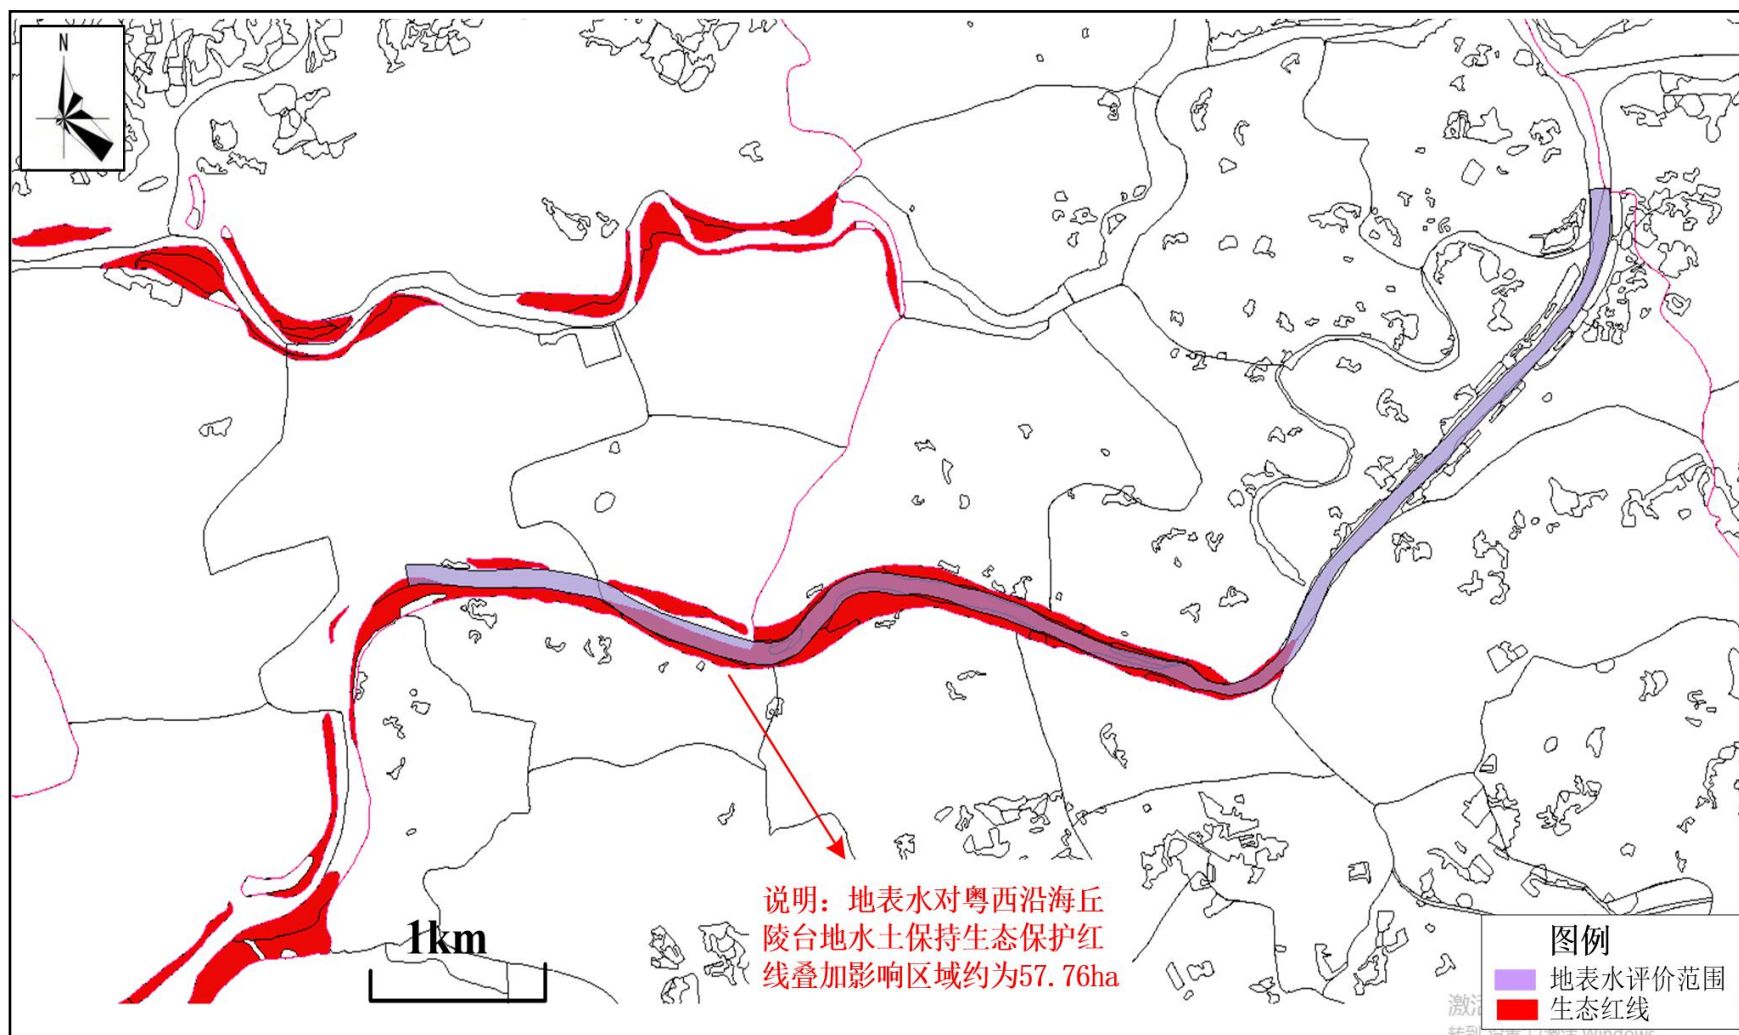 N
说明：地表水对粤西沿海丘
陵台地水土保持生态保护红
线叠加影响区域约为57.76ha
1km
图例
地表水评价范围
生态红线